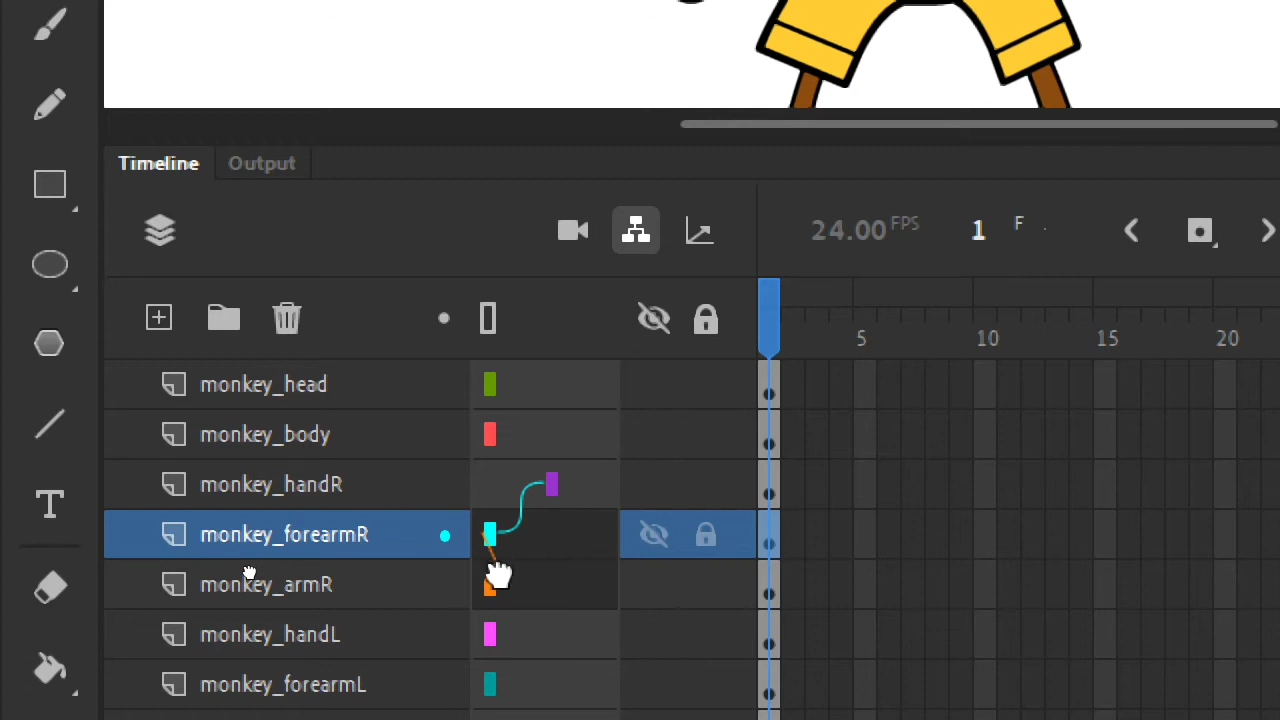 Timeline Output
24.00 FPS 1 F
5 10 15 20
monkey_head
monkey_body
monkey_handR
monkey_forearmR
monkey_armR
monkey_handL
monkey_forearmL